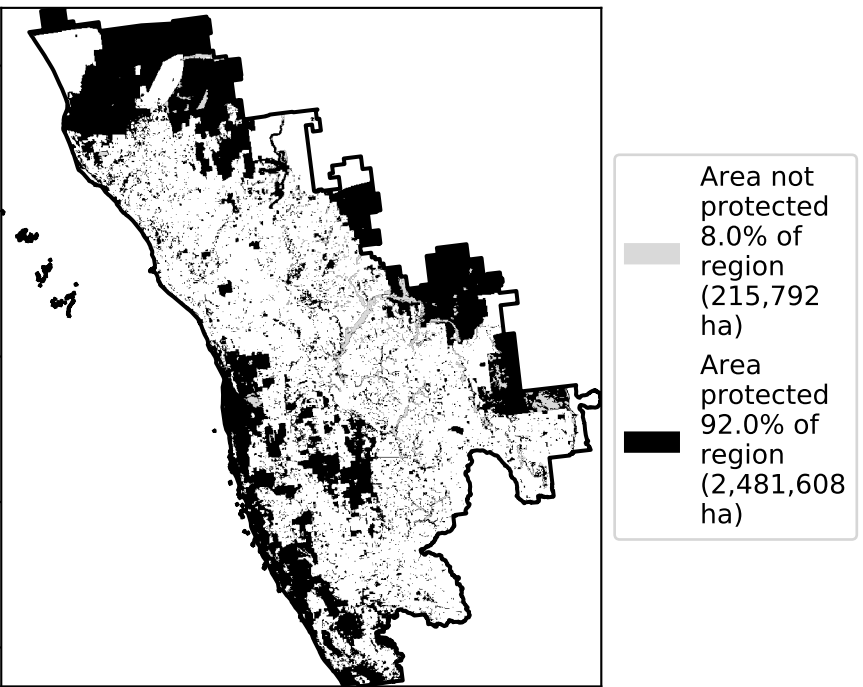 Area not
protected
8.0% of
region
(215,792
ha)
Area
protected
92.0% of
region
(2,481,608
ha)